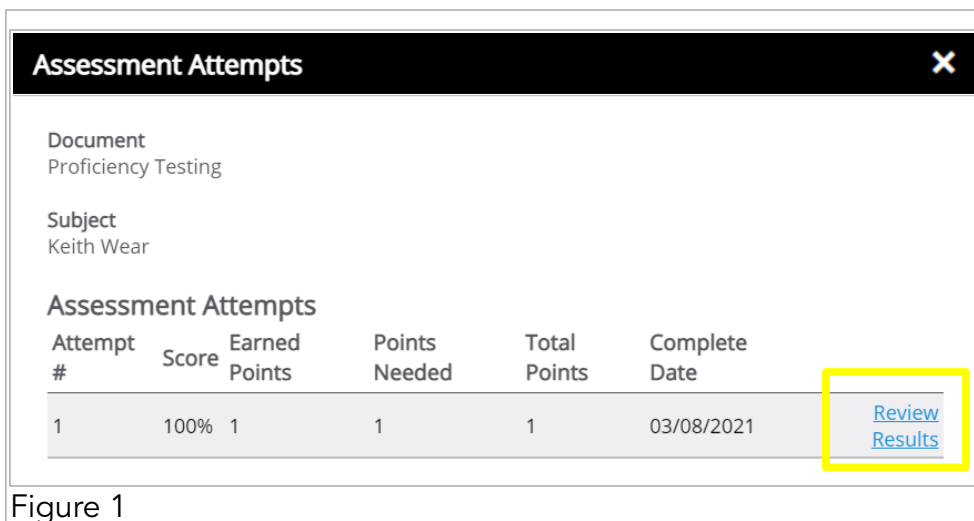 Assessment Attempts ×
Document
Proficiency Testing
Subject
Keith Wear
Assessment Attempts
Attempt # Score Earned Points Points Needed Total Points Complete Date
1 100% 1 1 1 03/08/2021 Review Results
Figure 1